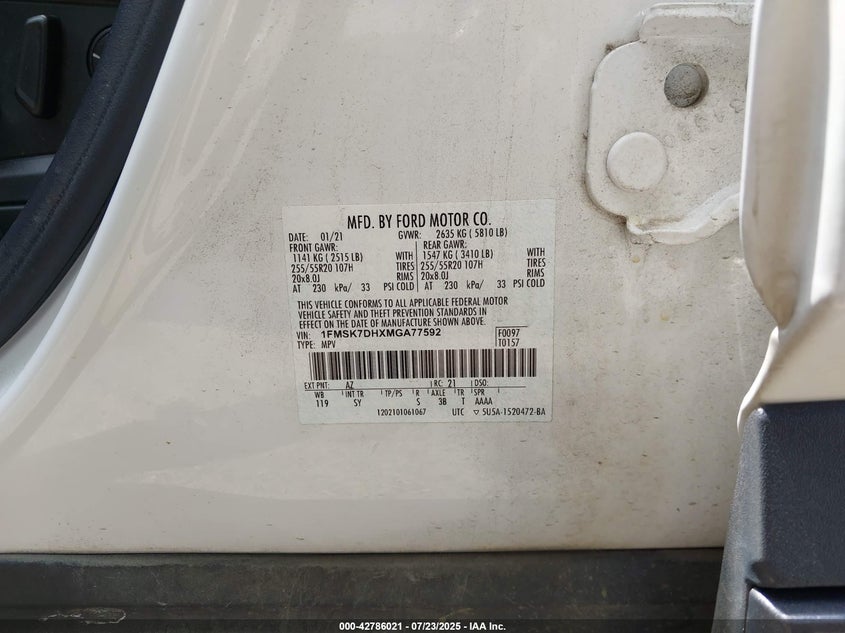 MFD. BY FORD MOTOR CO.
DATE: 01/21 GVWR: 2635 KG ( 5810 LB)
FRONT GAWR: REAR GAWR:
1141 KG ( 2515 LB) WITH 1547 KG ( 3410 LB) WITH
255/55R20 107H TIRES 255/55R20 107H TIRES
20x8.0J RIMS 20x8.0J RIMS
AT 230 kPa/ 33 PSI COLD AT 230 kPa/ 33 PSI COLD
THIS VEHICLE CONFORMS TO ALL APPLICABLE FEDERAL MOTOR
VEHICLE SAFETY AND THEFT PREVENTION STANDARDS IN
EFFECT ON THE DATE OF MANUFACTURE SHOWN ABOVE.
VIN: 1FMSK7DHXMGA77592 F0097
TYPE: MPV T0157
EXT PNT: AZ RC: 21 DSO:
WB INT TR TP/PS R AXLE TR SPR
119 5Y S 3B T AAAA
1202101061067 UTC ▽ 5U5A-1520472-BA
000-42786021 | 07/23/2025 - IAA Inc.